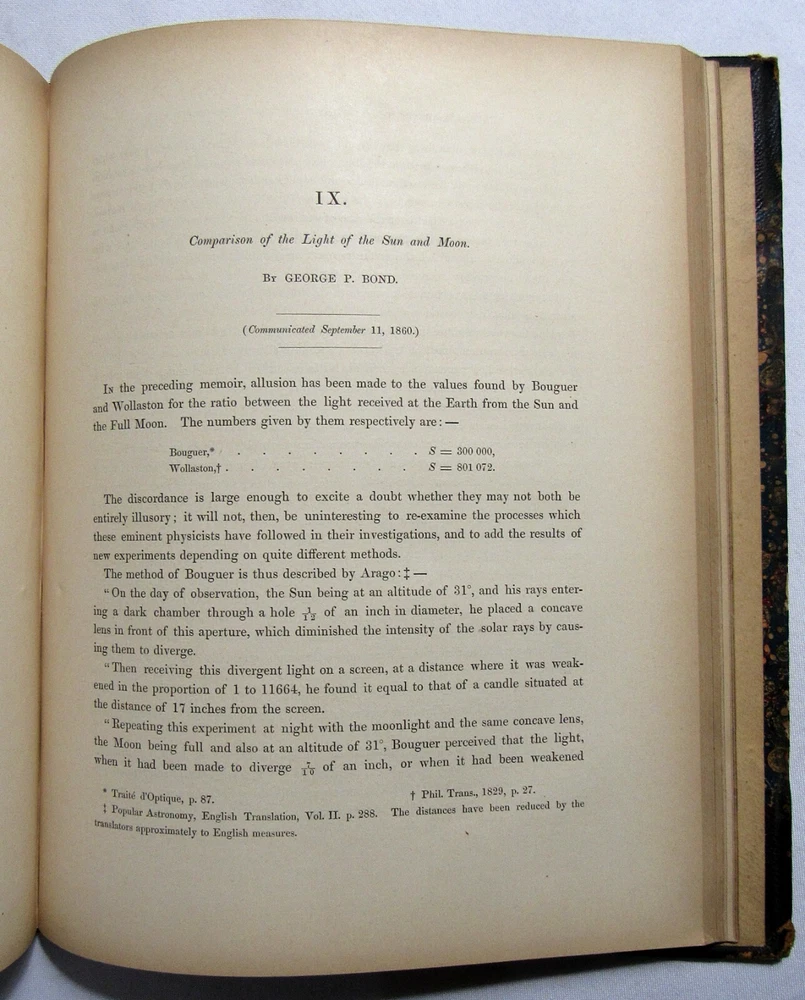 IX.
Comparison of the Light of the Sun and Moon.
By GEORGE P. BOND.
(Communicated September 11, 1860.)
In the preceding memoir, allusion has been made to the values found by Bouguer
and Wollaston for the ratio between the light received at the Earth from the Sun and
the Full Moon. The numbers given by them respectively are: —
Bouguer,* . . . . . . . . S = 300 000,
Wollaston,† . . . . . . . . S = 801 072.
The discordance is large enough to excite a doubt whether they may not both be
entirely illusory; it will not, then, be uninteresting to re-examine the processes which
these eminent physicists have followed in their investigations, and to add the results of
new experiments depending on quite different methods.
The method of Bouguer is thus described by Arago: ‡ —
"On the day of observation, the Sun being at an altitude of 31°, and his rays enter-
ing a dark chamber through a hole 1/12 of an inch in diameter, he placed a concave
lens in front of this aperture, which diminished the intensity of the solar rays by caus-
ing them to diverge.
"Then receiving this divergent light on a screen, at a distance where it was weak-
ened in the proportion of 1 to 11664, he found it equal to that of a candle situated at
the distance of 17 inches from the screen.
"Repeating this experiment at night with the moonlight and the same concave lens,
the Moon being full and also at an altitude of 31°, Bouguer perceived that the light,
when it had been made to diverge 7/10 of an inch, or when it had been weakened
* Traité d'Optique, p. 87. † Phil. Trans., 1829, p. 27.
‡ Popular Astronomy, English Translation, Vol. II. p. 288. The distances have been reduced by the
translators approximately to English measures.